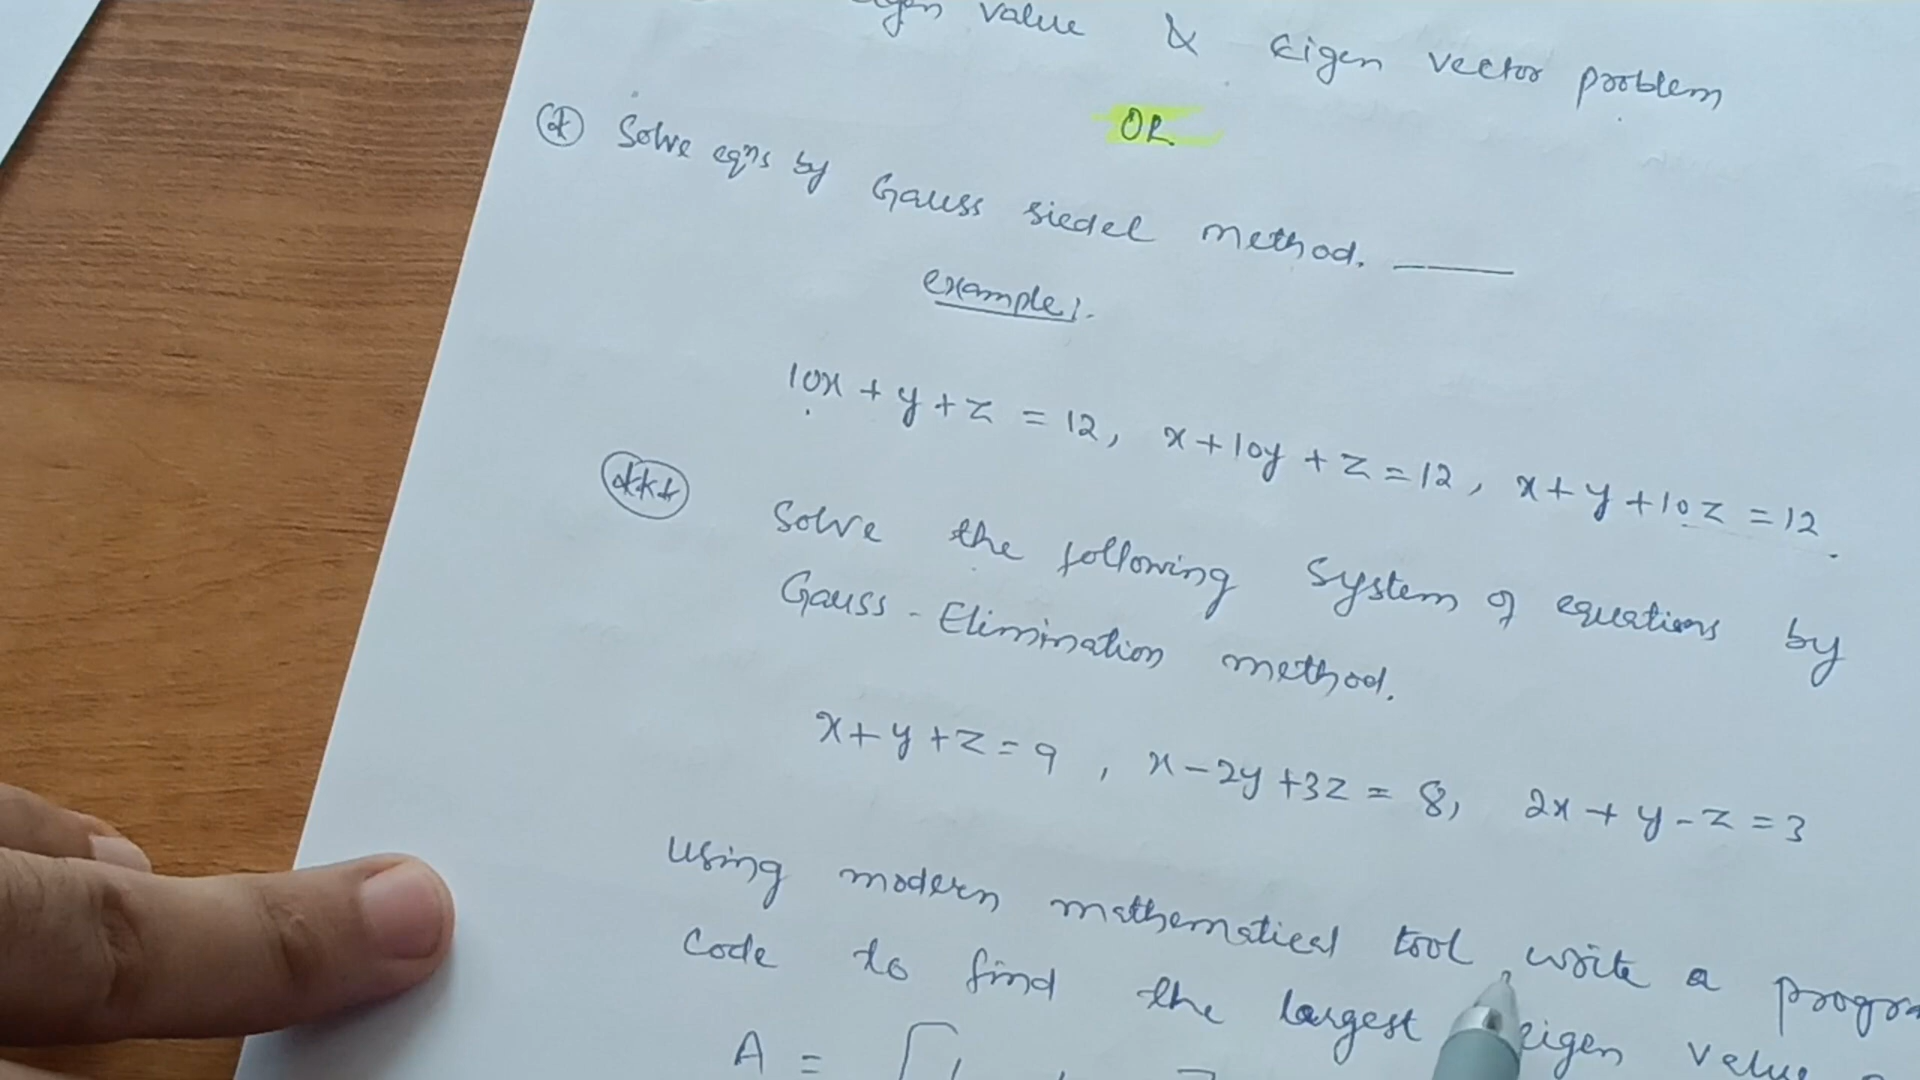 value & Eigen vector problem
OR
Solve eqns by Gauss siedel method.
example:-
10x + y + z = 12, x + 10y + z = 12, x + y + 10z = 12.
Solve the following system of equations by
Gauss - Elimination method.
x + y + z = 9 , x - 2y + 3z = 8, 2x + y - z = 3
using modern mathematical tool write a
code to find the largest eigen value
A =